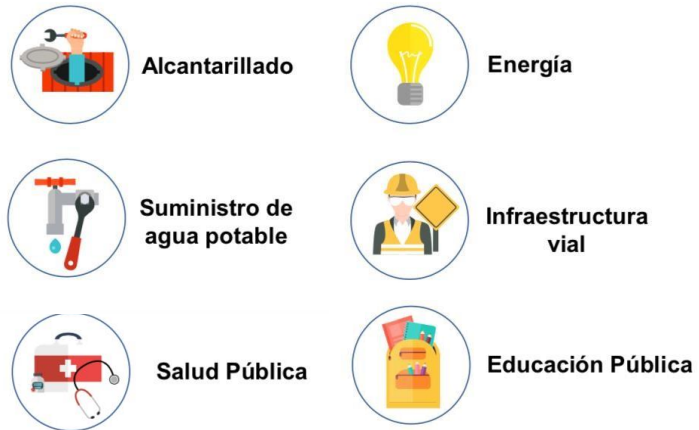 Alcantarillado
Energía
Suministro de
agua potable
Infraestructura
vial
Salud Pública
Educación Pública